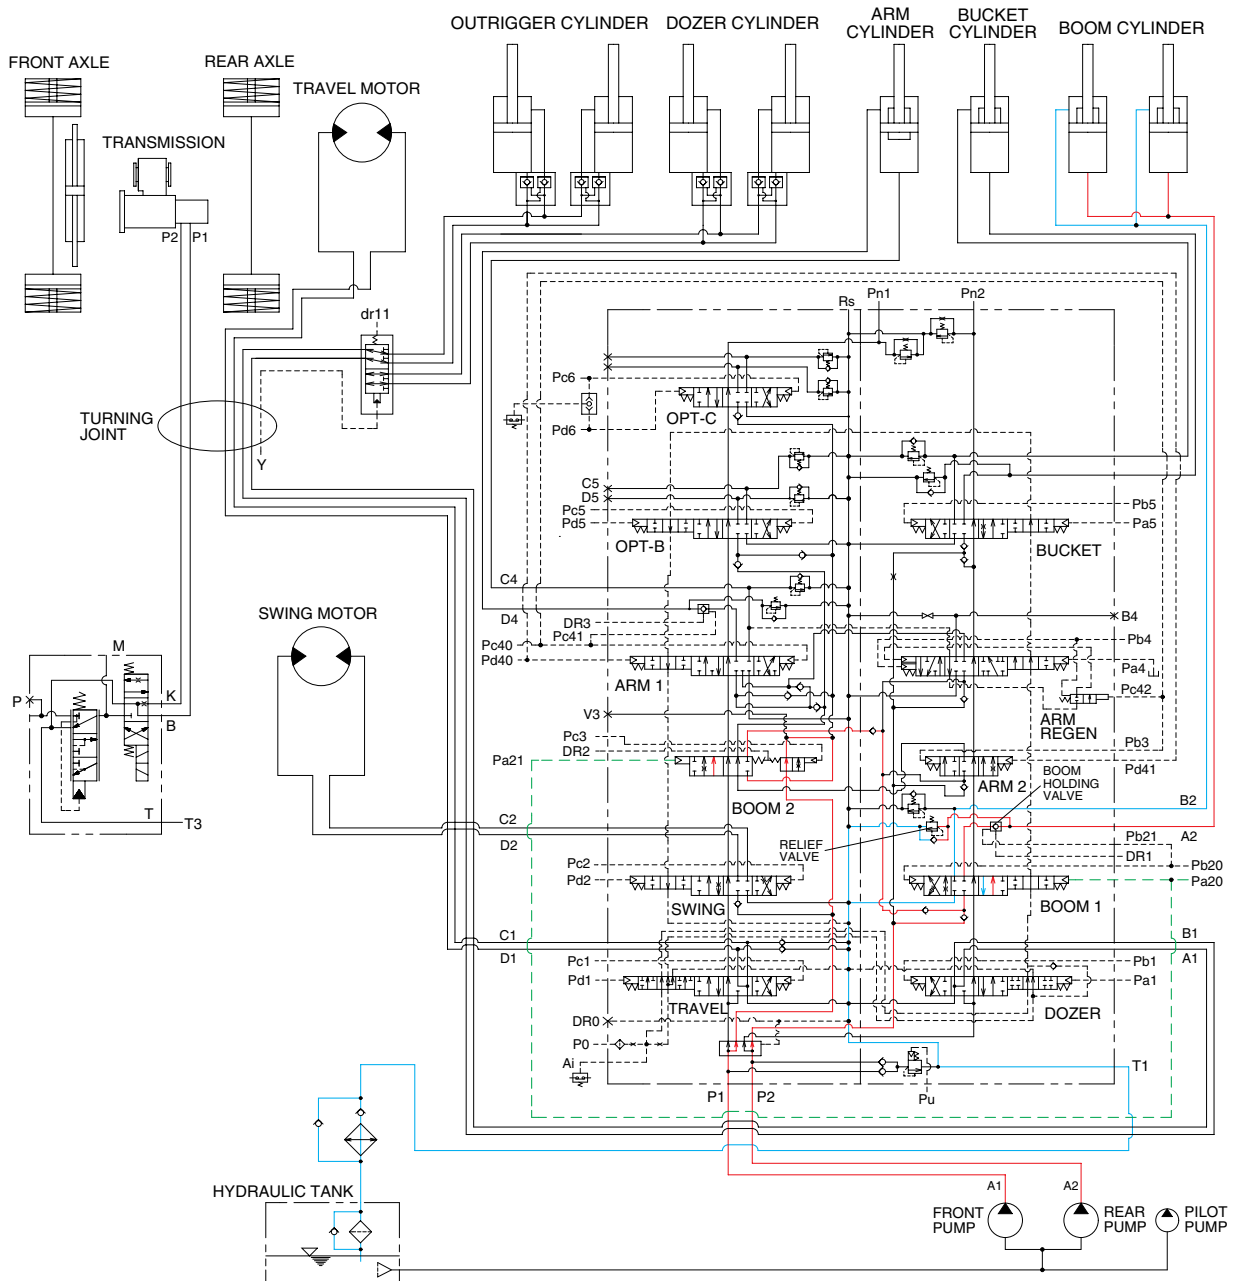 OUTRIGGER CYLINDER
DOZER CYLINDER
ARM
CYLINDER
BUCKET
CYLINDER
BOOM CYLINDER
FRONT AXLE
REAR AXLE
TRAVEL MOTOR
TRANSMISSION
P2
P1
dr11
Rs
Pn1
Pn2
TURNING
JOINT
Y
Pc6
Pd6
OPT-C
C5
D5
Pc5
Pd5
OPT-B
Pb5
Pa5
BUCKET
C4
D4
DR3
Pc41
Pc40
Pd40
ARM 1
B4
Pb4
Pa4
Pc42
ARM
REGEN
SWING MOTOR
M
P
K
B
T
T3
V3
Pc3
DR2
Pa21
BOOM 2
Pb3
Pd41
ARM 2
BOOM
HOLDING
VALVE
B2
A2
RELIEF
VALVE
Pb21
DR1
C2
D2
Pc2
Pd2
SWING
Pb20
Pa20
BOOM 1
C1
D1
Pc1
Pd1
TRAVEL
B1
A1
Pb1
Pa1
DOZER
DR0
P0
Ai
T1
P1
P2
Pu
HYDRAULIC TANK
A1
A2
FRONT
PUMP
REAR
PUMP
PILOT
PUMP